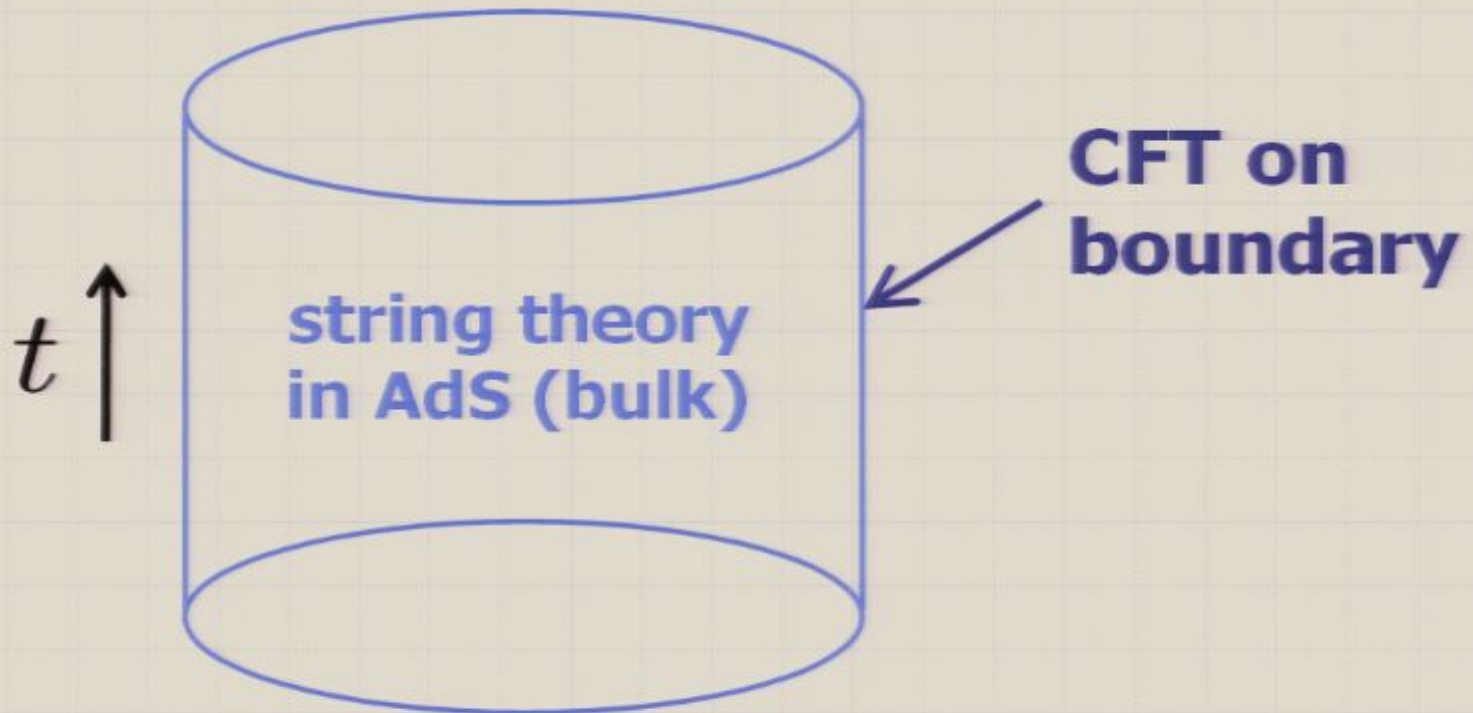 CFT on
boundary
string theory
in AdS (bulk)
t